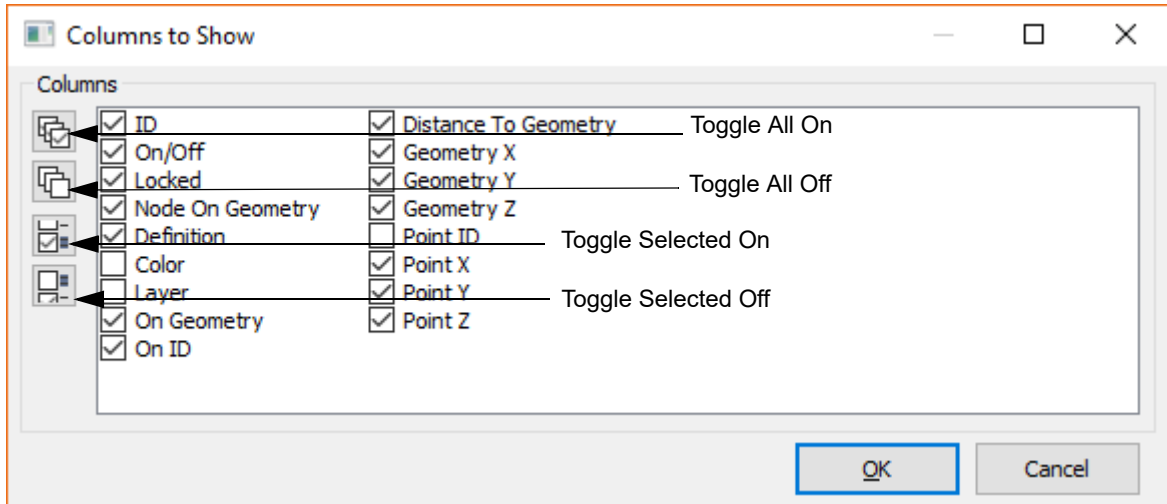 Columns to Show
Columns
ID
On/Off
Locked
Node On Geometry
Definition
Color
Layer
On Geometry
On ID
Distance To Geometry
Geometry X
Geometry Y
Geometry Z
Point ID
Point X
Point Y
Point Z
Toggle All On
Toggle All Off
Toggle Selected On
Toggle Selected Off
OK
Cancel